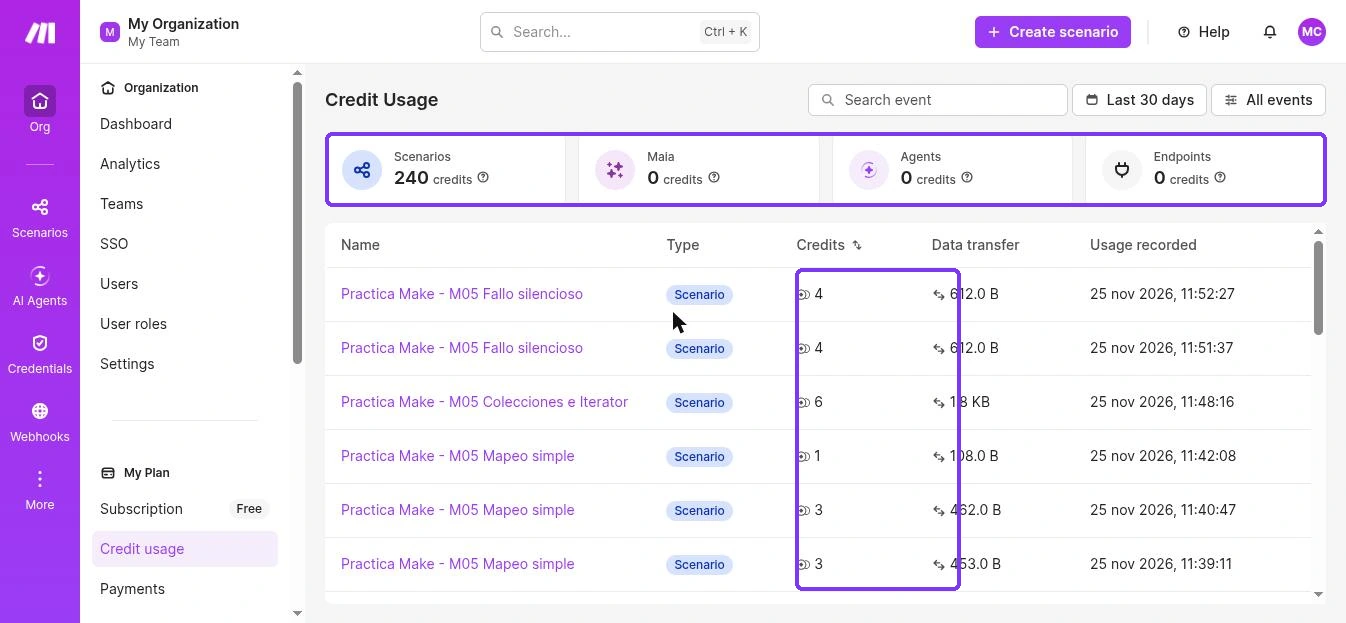 My Organization
My Team
M
Search...
Ctrl + K
+ Create scenario
Help
MC
Org
Scenarios
AI Agents
Credentials
Webhooks
More
Organization
Dashboard
Analytics
Teams
SSO
Users
User roles
Settings
My Plan
Subscription Free
Credit usage
Payments
Credit Usage
Search event
Last 30 days
All events
Scenarios
240 credits
Maia
0 credits
Agents
0 credits
Endpoints
0 credits
Name Type Credits Data transfer Usage recorded
Practica Make - M05 Fallo silencioso Scenario 4 612.0 B 25 nov 2026, 11:52:27
Practica Make - M05 Fallo silencioso Scenario 4 612.0 B 25 nov 2026, 11:51:37
Practica Make - M05 Colecciones e Iterator Scenario 6 1.8 KB 25 nov 2026, 11:48:16
Practica Make - M05 Mapeo simple Scenario 1 108.0 B 25 nov 2026, 11:42:08
Practica Make - M05 Mapeo simple Scenario 3 462.0 B 25 nov 2026, 11:40:47
Practica Make - M05 Mapeo simple Scenario 3 453.0 B 25 nov 2026, 11:39:11